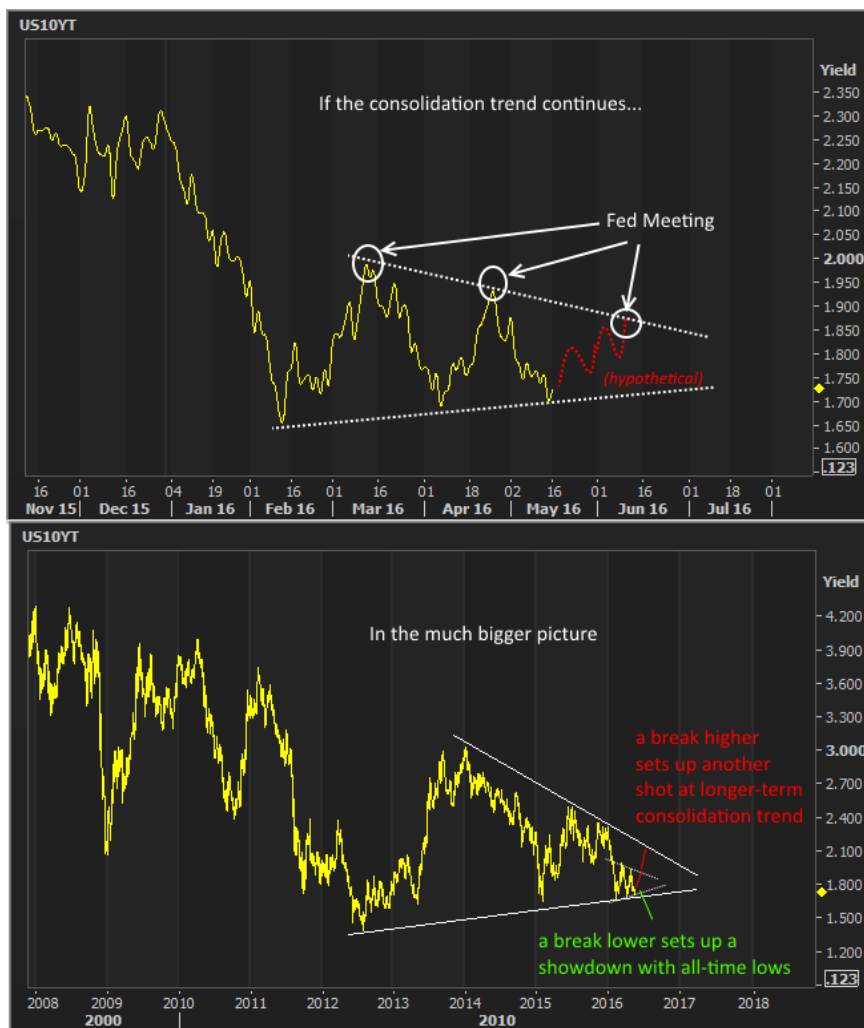 US10YT
If the consolidation trend continues...
Yield
2.350
2.300
2.250
2.200
2.150
2.100
2.050
2.000
1.950
1.900
1.850
1.800
1.750
1.700
1.650
1.600
.123
Fed Meeting
(hypothetical)
16 01 16 04 19 01 16 01 16 01 18 02 16 01 16 01 18 01
Nov 15 Dec 15 Jan 16 Feb 16 Mar 16 Apr 16 May 16 Jun 16 Jul 16
US10YT
In the much bigger picture
Yield
4.200
3.900
3.600
3.300
3.000
2.700
2.400
2.100
1.800
1.500
1.200
.123
a break higher
sets up another
shot at longer-term
consolidation trend
a break lower sets up a
showdown with all-time lows
2008 2009 2010 2011 2012 2013 2014 2015 2016 2017 2018
2000 2010